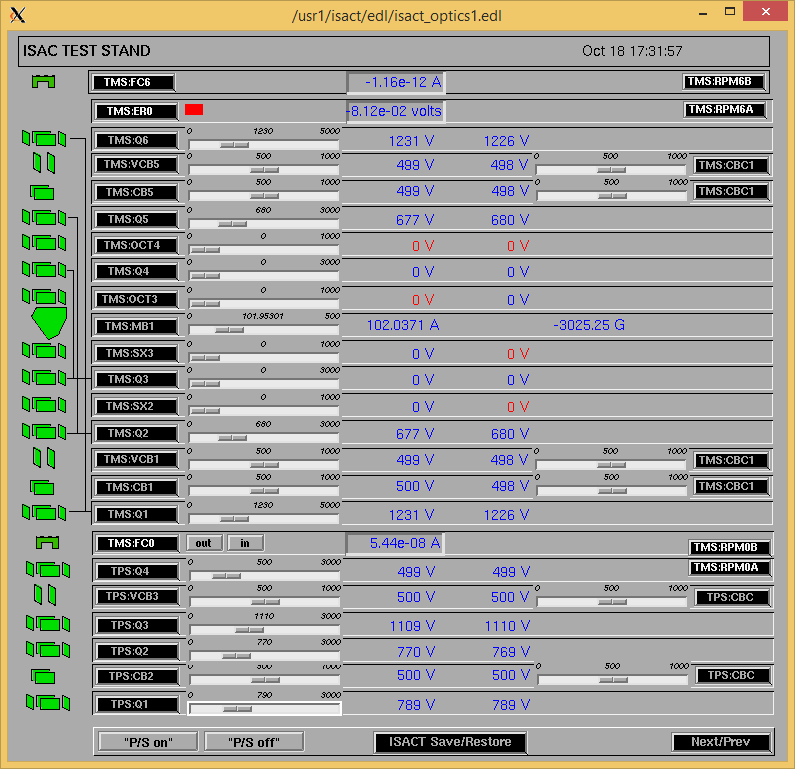 /usr1/isact/edl/isact_optics1.edl
ISAC TEST STAND Oct 18 17:31:57
TMS:FC6 -1.16e-12 A TMS:RPM6B
TMS:ER0 -8.12e-02 volts TMS:RPM6A
TMS:Q6 0 1230 5000 1231 V 1226 V
TMS:VCB5 0 500 1000 499 V 498 V 0 500 1000 TMS:CBC1
TMS:CB5 0 500 1000 499 V 498 V 0 500 1000 TMS:CBC1
TMS:Q5 0 680 3000 677 V 680 V
TMS:OCT4 0 0 1000 0 V 0 V
TMS:Q4 0 0 3000 0 V 0 V
TMS:OCT3 0 0 1000 0 V 0 V
TMS:MB1 0 101.95301 500 102.0371 A -3025.25 G
TMS:SX3 0 0 1000 0 V 0 V
TMS:Q3 0 0 3000 0 V 0 V
TMS:SX2 0 0 1000 0 V 0 V
TMS:Q2 0 680 3000 677 V 680 V
TMS:VCB1 0 500 1000 499 V 498 V 0 500 1000 TMS:CBC1
TMS:CB1 0 500 1000 500 V 498 V 0 500 1000 TMS:CBC1
TMS:Q1 0 1230 5000 1231 V 1226 V
TMS:FC0 out in 5.44e-08 A TMS:RPM0B
TPS:Q4 0 500 3000 499 V 499 V TMS:RPM0A
TPS:VCB3 0 500 1000 500 V 500 V 0 500 1000 TPS:CBC
TPS:Q3 0 1110 3000 1109 V 1110 V
TPS:Q2 0 770 3000 770 V 769 V
TPS:CB2 0 500 1000 500 V 500 V 0 500 1000 TPS:CBC
TPS:Q1 0 790 3000 789 V 789 V
"P/S on" "P/S off" ISACT Save/Restore Next/Prev